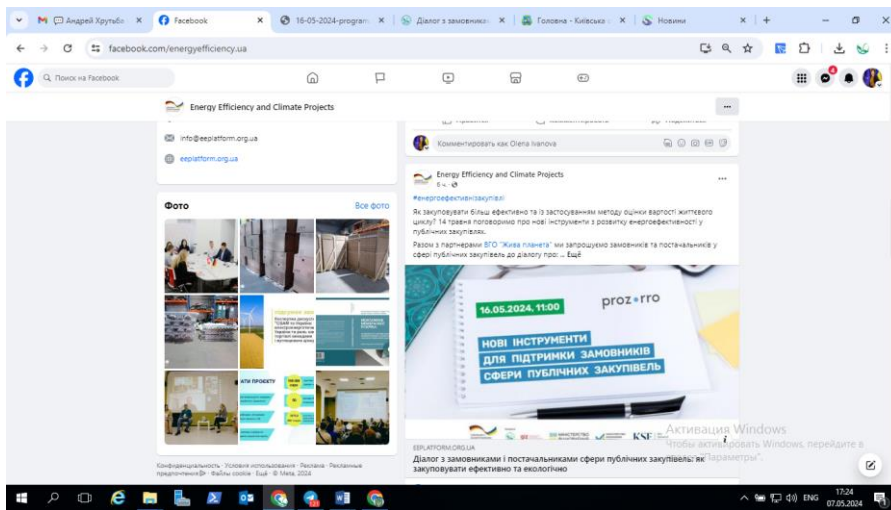 Андрей Хрутьба
Facebook
16-05-2024-program
Діалог з замовника
Головна - Київська
Новини
facebook.com/energyefficiency.ua
Поиск на Facebook
Energy Efficiency and Climate Projects
info@eeplatform.org.ua
eeplatform.org.ua
Фото
Все фото
Конфиденциальность · Условия использования · Реклама · Рекламные
предпочтения · Файлы cookie · Ещё · © Meta, 2024
Комментировать как Olena Ivanova
Energy Efficiency and Climate Projects
6 ч.
#енергоефективнізакупівлі
Як закуповувати більш ефективно та із застосуванням методу оцінки вартості життєвого
циклу? 14 травня поговоримо про нові інструменти з розвитку енергоефективності у
публічних закупівлях.
Разом з партнерами ВГО "Жива планета" ми запрошуємо замовників та постачальників у
сфері публічних закупівель до діалогу про: ... Ещё
16.05.2024, 11:00
prozorro
НОВІ ІНСТРУМЕНТИ
ДЛЯ ПІДТРИМКИ ЗАМОВНИКІВ
СФЕРИ ПУБЛІЧНИХ ЗАКУПІВЕЛЬ
KSE
EEPLATFORM.ORG.UA
Діалог з замовниками і постачальниками сфери публічних закупівель: як
закуповувати ефективно та екологічно
Активация Windows
Чтобы активировать Windows, перейдите в
"Параметры".
ENG
17:24
07.05.2024